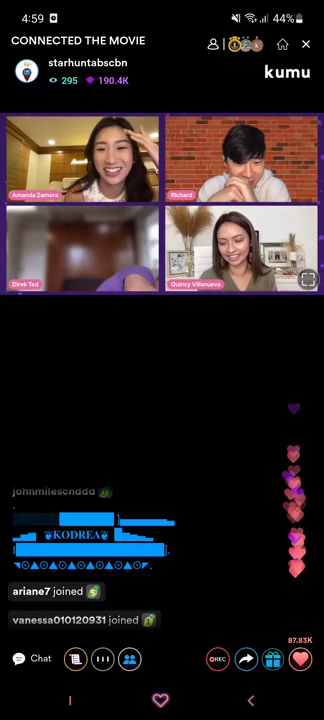 4:59
44%
CONNECTED THE MOVIE
starhuntabscbn
295 190.4K
kumu
Amanda Zamora
Richard
Direk Ted
Quincy Villanueva
johnmilescnddd
KODREA
ariane7 joined
vanessa010120931 joined
87.83K
Chat
REC